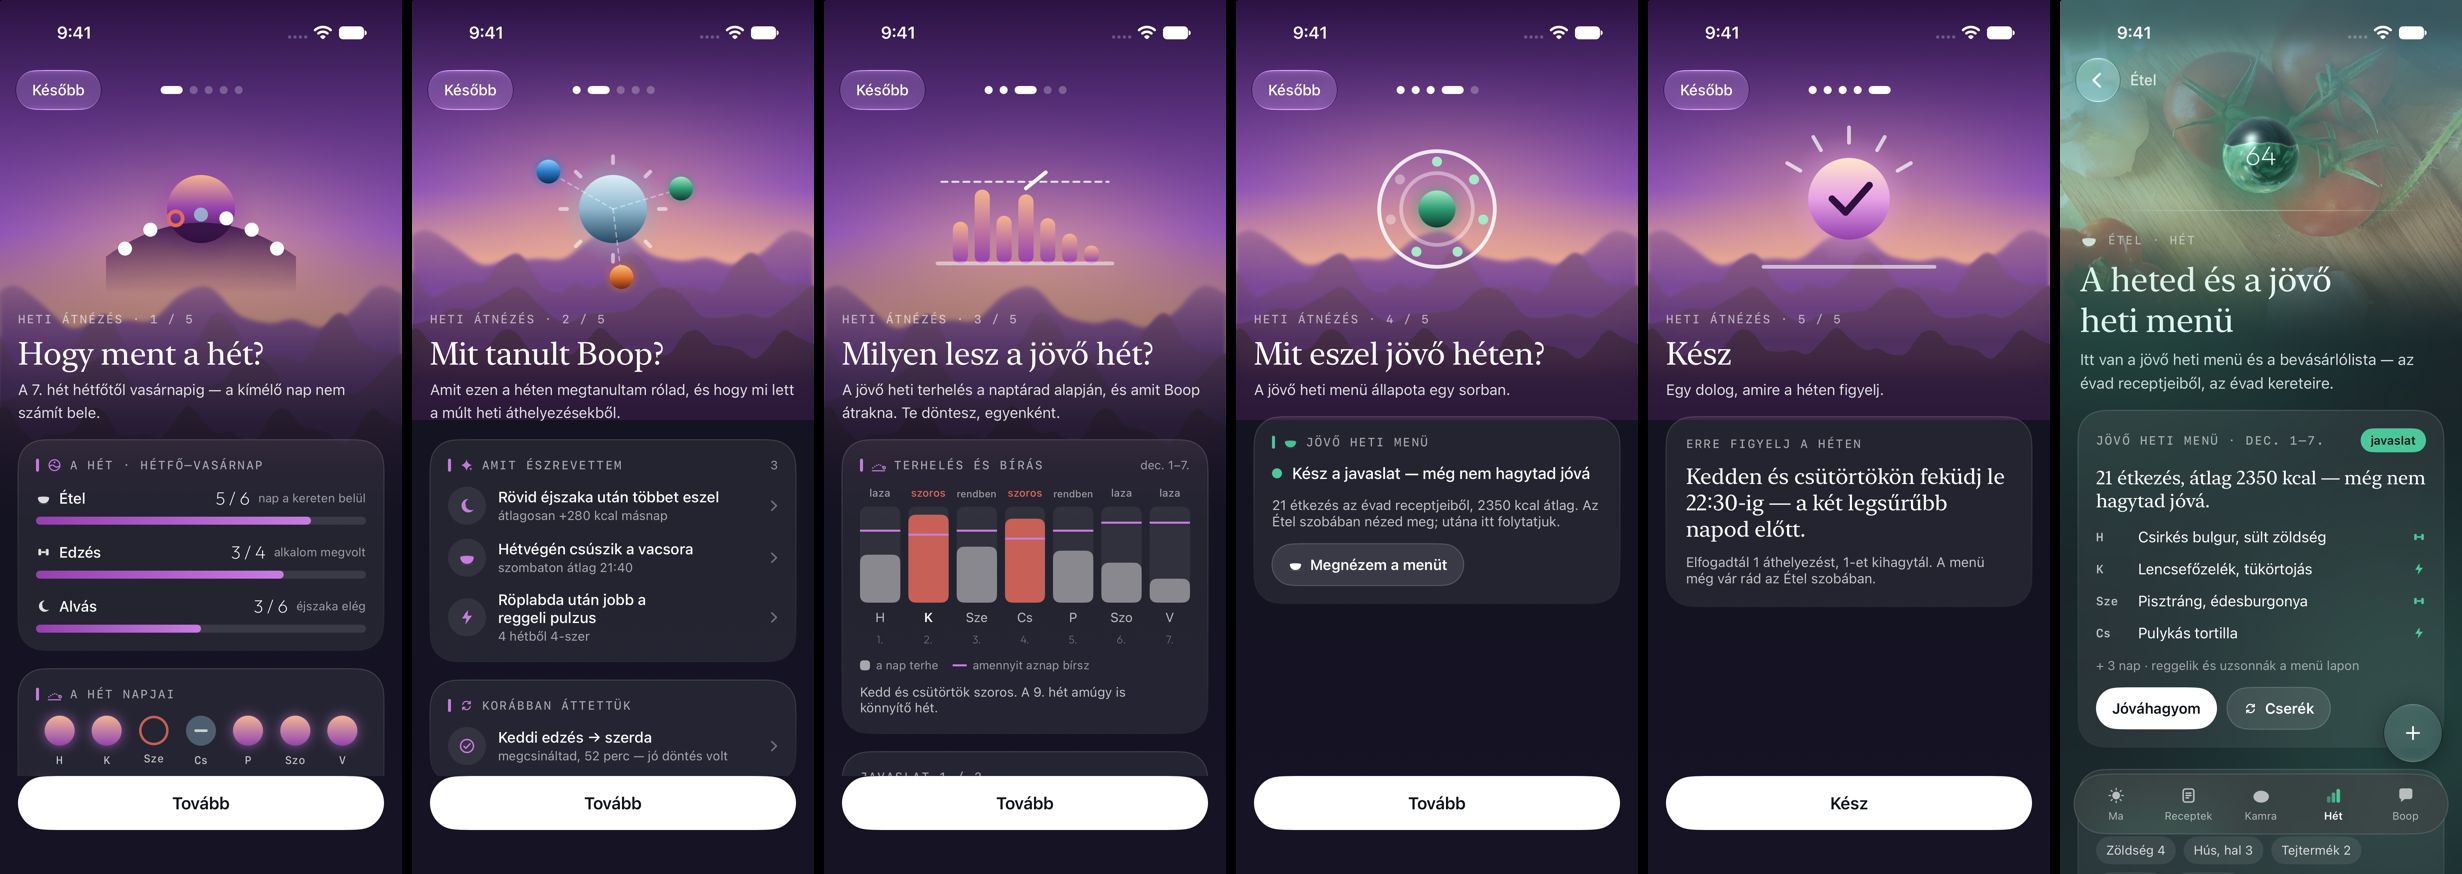 9:41
Később
HETI ÁTNÉZÉS · 1 / 5
Hogy ment a hét?
A 7. hét hétfőtől vasárnapig — a kímélő nap nem
számít bele.
A HÉT · HÉTFŐ–VASÁRNAP
Étel 5 / 6 nap a kereten belül
Edzés 3 / 4 alkalom megvolt
Alvás 3 / 6 éjszaka elég
A HÉT NAPJAI
H K Sze Cs P Szo V
Tovább
9:41
Később
HETI ÁTNÉZÉS · 2 / 5
Mit tanult Boop?
Amit ezen a héten megtanultam rólad, és hogy mi lett
a múlt heti áthelyezésekből.
AMIT ÉSZREVETTEM 3
Rövid éjszaka után többet eszel
átlagosan +280 kcal másnap
Hétvégén csúszik a vacsora
szombaton átlag 21:40
Röplabda után jobb a
reggeli pulzus
4 hétből 4-szer
KORÁBBAN ÁTTETTÜK
Keddi edzés → szerda
megcsináltad, 52 perc — jó döntés volt
Tovább
9:41
Később
HETI ÁTNÉZÉS · 3 / 5
Milyen lesz a jövő hét?
A jövő heti terhelés a naptárad alapján, és amit Boop
átrakna. Te döntesz, egyenként.
TERHELÉS ÉS BÍRÁS dec. 1–7.
laza szoros rendben szoros rendben laza laza
H K Sze Cs P Szo V
1. 2. 3. 4. 5. 6. 7.
a nap terhe amennyit aznap bírsz
Kedd és csütörtök szoros. A 9. hét amúgy is
könnyítő hét.
JAVASLAT 1 / 2
Tovább
9:41
Később
HETI ÁTNÉZÉS · 4 / 5
Mit eszel jövő héten?
A jövő heti menü állapota egy sorban.
JÖVŐ HETI MENÜ
Kész a javaslat — még nem hagytad jóvá
21 étkezés az évad receptjeiből, 2350 kcal átlag. Az
Étel szobában nézed meg; utána itt folytatjuk.
Megnézem a menüt
Tovább
9:41
Később
HETI ÁTNÉZÉS · 5 / 5
Kész
Egy dolog, amire a héten figyelj.
ERRE FIGYELJ A HÉTEN
Kedden és csütörtökön feküdj le
22:30-ig — a két legsűrűbb
napod előtt.
Elfogadtál 1 áthelyezést, 1-et kihagytál. A menü
még vár rád az Étel szobában.
Kész
9:41
Étel
64
ÉTEL · HÉT
A heted és a jövő
heti menü
Itt van a jövő heti menü és a bevásárlólista — az
évad receptjeiből, az évad kereteire.
JÖVŐ HETI MENÜ · DEC. 1–7. javaslat
21 étkezés, átlag 2350 kcal — még nem
hagytad jóvá.
H Csirkés bulgur, sült zöldség
K Lencsefőzelék, tükörtojás
Sze Pisztráng, édesburgonya
Cs Pulykás tortilla
+ 3 nap · reggelik és uzsonnák a menü lapon
Jóváhagyom Cserék
Ma Receptek Kamra Hét Boop
Zöldség 4 Hús, hal 3 Tejtermék 2